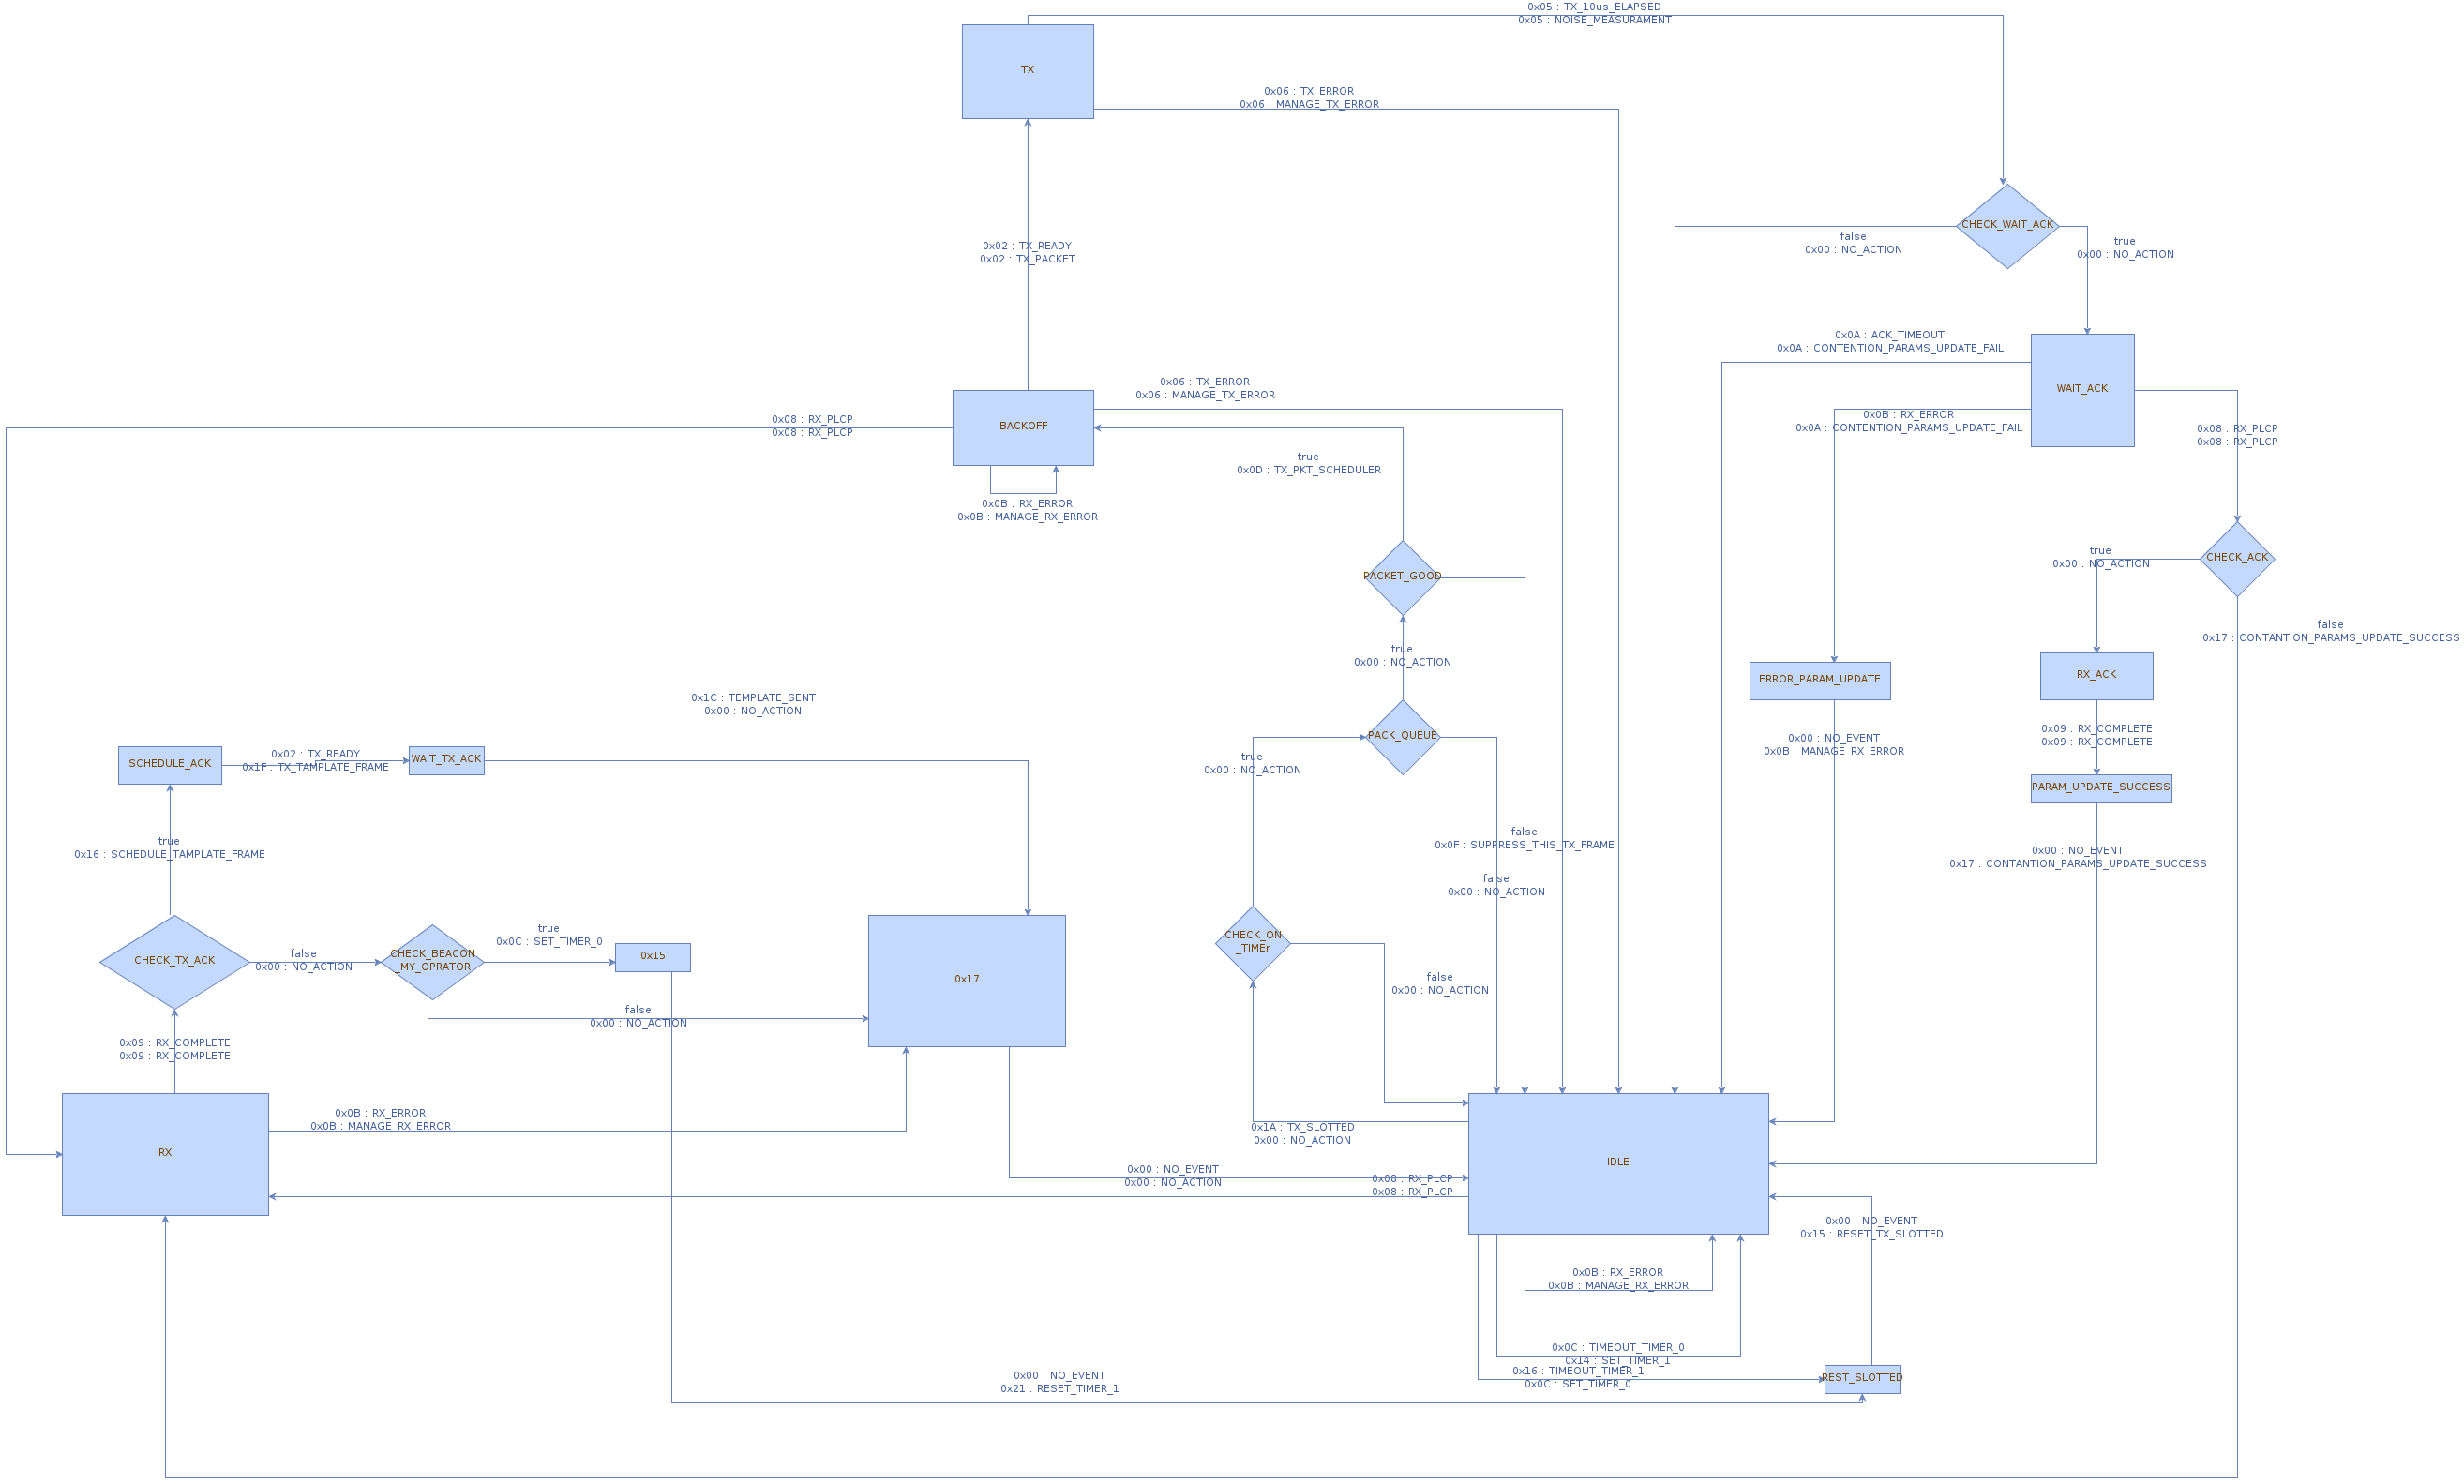 0x05 : TX_10us_ELAPSED
0x05 : NOISE_MEASURAMENT
TX
0x06 : TX_ERROR
0x06 : MANAGE_TX_ERROR
CHECK_WAIT_ACK
false
0x00 : NO_ACTION
true
0x00 : NO_ACTION
0x02 : TX_READY
0x02 : TX_PACKET
0x0A : ACK_TIMEOUT
0x0A : CONTENTION_PARAMS_UPDATE_FAIL
WAIT_ACK
0x06 : TX_ERROR
0x06 : MANAGE_TX_ERROR
0x08 : RX_PLCP
0x08 : RX_PLCP
BACKOFF
0x0B : RX_ERROR
0x0A : CONTENTION_PARAMS_UPDATE_FAIL
0x08 : RX_PLCP
0x08 : RX_PLCP
true
0x0D : TX_PKT_SCHEDULER
0x0B : RX_ERROR
0x0B : MANAGE_RX_ERROR
PACKET_GOOD
true
0x00 : NO_ACTION
CHECK_ACK
false
0x17 : CONTANTION_PARAMS_UPDATE_SUCCESS
true
0x00 : NO_ACTION
ERROR_PARAM_UPDATE
RX_ACK
0x1C : TEMPLATE_SENT
0x00 : NO_ACTION
PACK_QUEUE
0x00 : NO_EVENT
0x0B : MANAGE_RX_ERROR
0x09 : RX_COMPLETE
0x09 : RX_COMPLETE
SCHEDULE_ACK
0x02 : TX_READY
0x1F : TX_TAMPLATE_FRAME
WAIT_TX_ACK
true
0x00 : NO_ACTION
PARAM_UPDATE_SUCCESS
true
0x16 : SCHEDULE_TAMPLATE_FRAME
false
0x0F : SUPPRESS_THIS_TX_FRAME
0x00 : NO_EVENT
0x17 : CONTANTION_PARAMS_UPDATE_SUCCESS
false
0x00 : NO_ACTION
CHECK_TX_ACK
false
0x00 : NO_ACTION
CHECK_BEACON
_MY_OPRATOR
true
0x0C : SET_TIMER_0
0x15
0x17
CHECK_ON
_TIMEr
false
0x00 : NO_ACTION
false
0x00 : NO_ACTION
0x09 : RX_COMPLETE
0x09 : RX_COMPLETE
0x0B : RX_ERROR
0x0B : MANAGE_RX_ERROR
0x1A : TX_SLOTTED
0x00 : NO_ACTION
RX
IDLE
0x00 : NO_EVENT
0x00 : NO_ACTION
0x08 : RX_PLCP
0x08 : RX_PLCP
0x00 : NO_EVENT
0x15 : RESET_TX_SLOTTED
0x0B : RX_ERROR
0x0B : MANAGE_RX_ERROR
0x0C : TIMEOUT_TIMER_0
0x14 : SET_TIMER_1
0x16 : TIMEOUT_TIMER_1
0x0C : SET_TIMER_0
REST_SLOTTED
0x00 : NO_EVENT
0x21 : RESET_TIMER_1